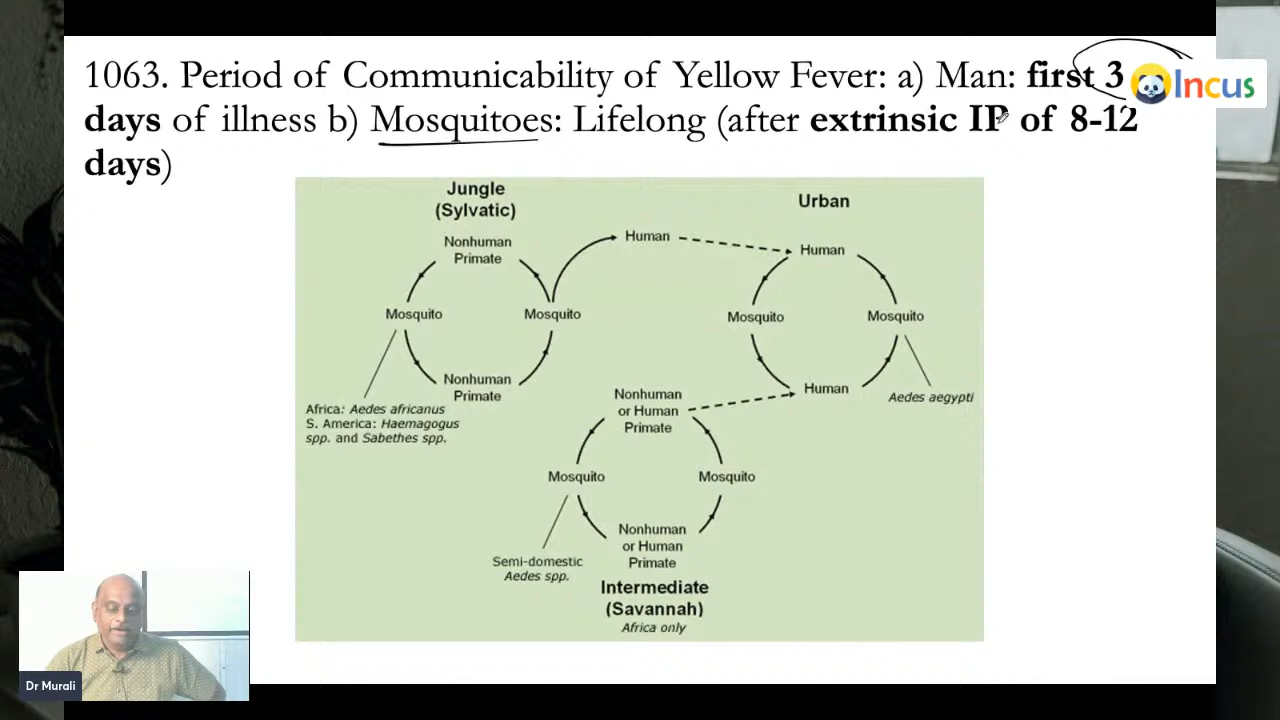 1063. Period of Communicability of Yellow Fever: a) Man: first 3
days of illness b) Mosquitoes: Lifelong (after extrinsic IP of 8-12
days)
Incus
Jungle
(Sylvatic)
Urban
Nonhuman
Primate
Human
Human
Mosquito
Mosquito
Mosquito
Mosquito
Nonhuman
Primate
Human
Africa: Aedes africanus
S. America: Haemagogus
spp. and Sabethes spp.
Aedes aegypti
Nonhuman
or Human
Primate
Mosquito
Mosquito
Nonhuman
or Human
Primate
Semi-domestic
Aedes spp.
Intermediate
(Savannah)
Africa only
Dr Murali